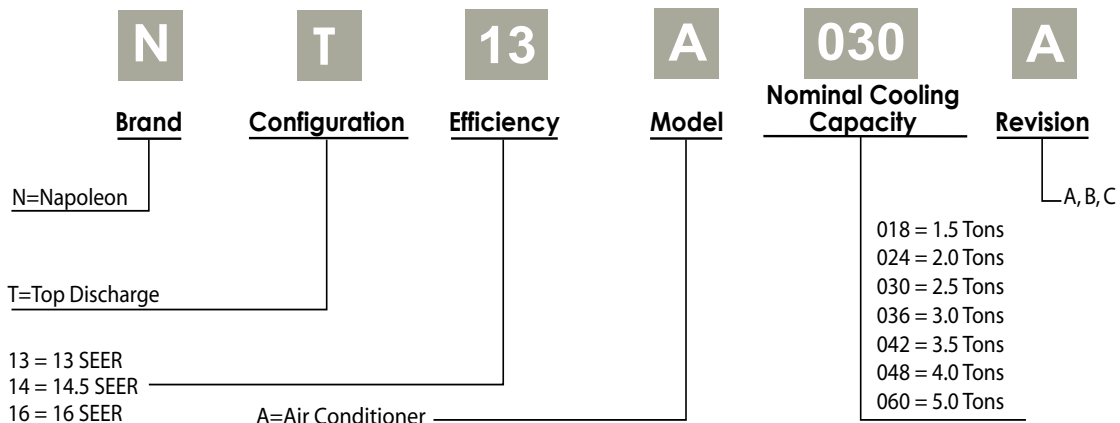 N T 13 A 030 A
Brand Configuration Efficiency Model Nominal Cooling Capacity Revision
N=Napoleon
A, B, C
T=Top Discharge
018 = 1.5 Tons
024 = 2.0 Tons
030 = 2.5 Tons
036 = 3.0 Tons
042 = 3.5 Tons
048 = 4.0 Tons
060 = 5.0 Tons
13 = 13 SEER
14 = 14.5 SEER
16 = 16 SEER
A=Air Conditioner